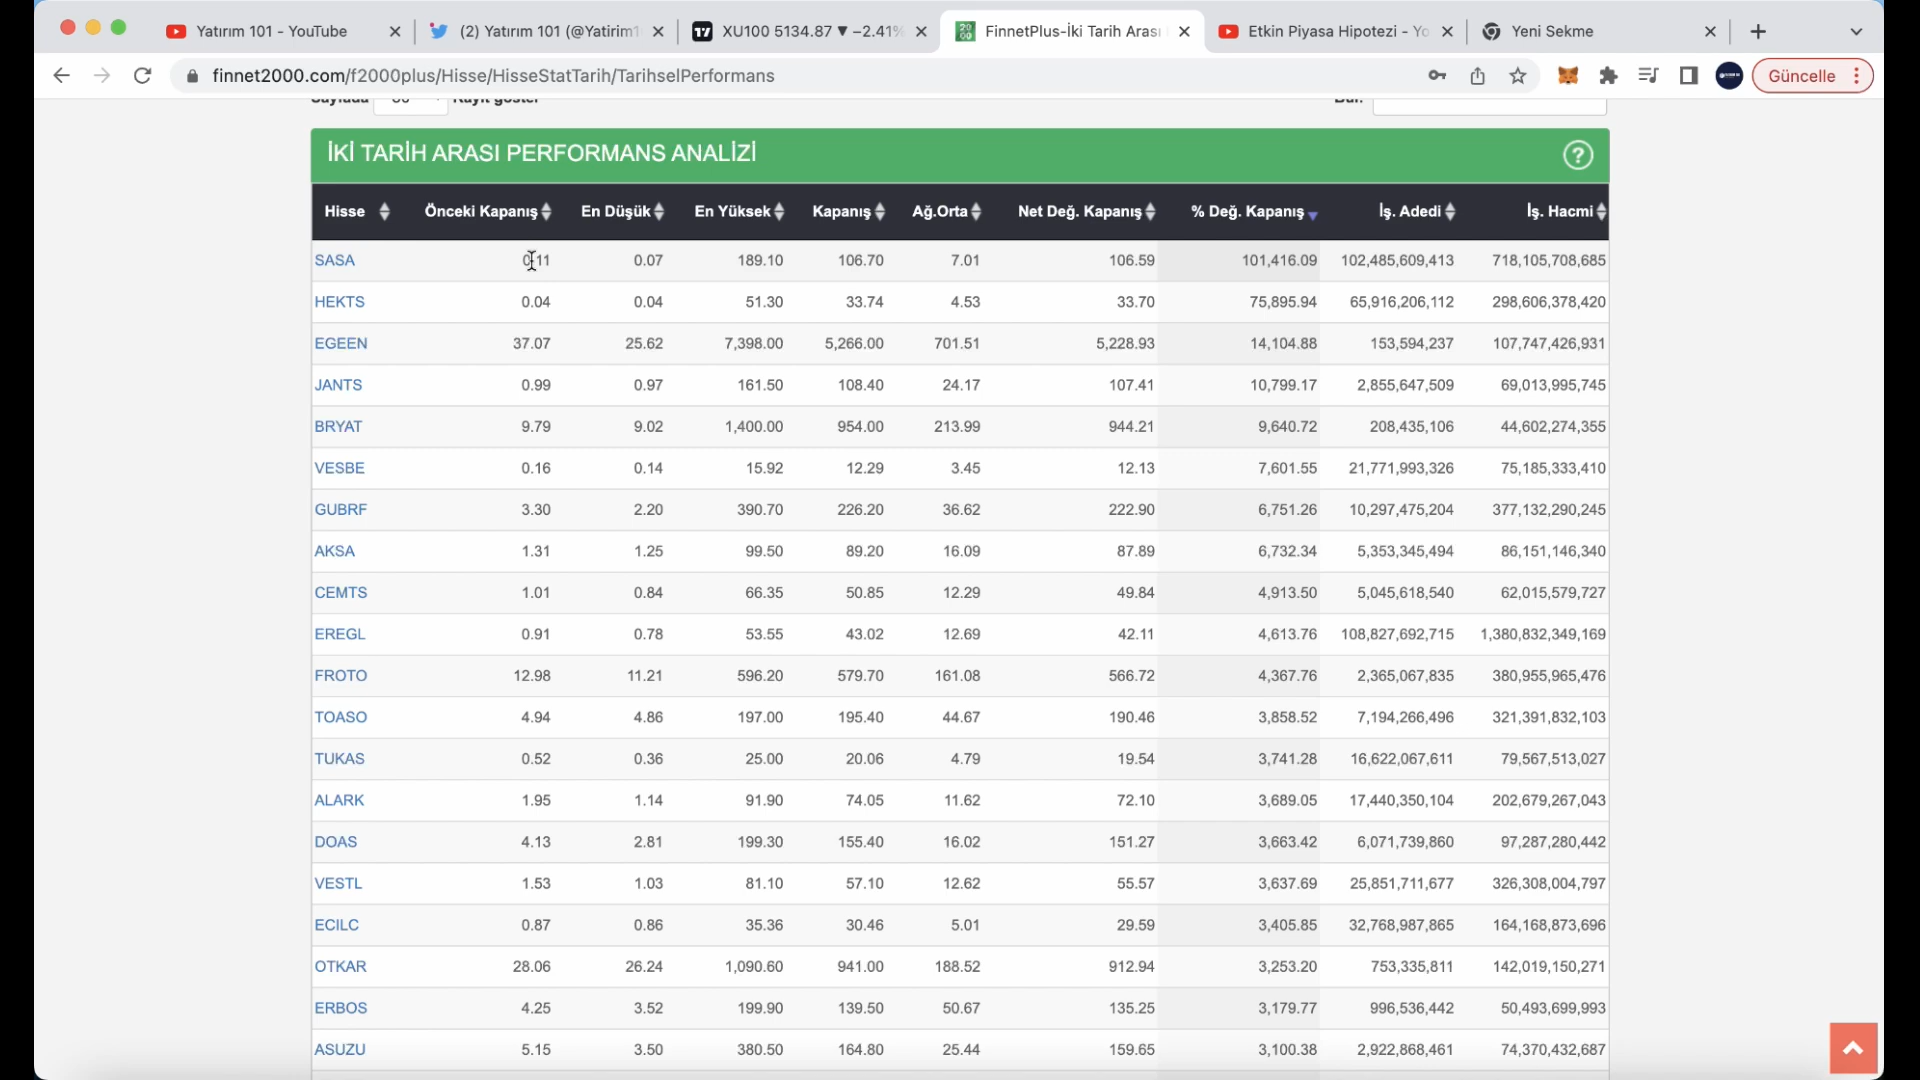 Yatırım 101 - YouTube
(2) Yatırım 101 (@Yatirim1
XU100 5134.87 ▼ −2.41%
FinnetPlus-İki Tarih Arası
Etkin Piyasa Hipotezi - Yo
Yeni Sekme
finnet2000.com/f2000plus/Hisse/HisseStatTarih/TarihselPerformans
Güncelle
Sayfada 50 Kayıt göster
Bul:
İKİ TARİH ARASI PERFORMANS ANALİZİ
Hisse Önceki Kapanış En Düşük En Yüksek Kapanış Ağ.Orta Net Değ. Kapanış % Değ. Kapanış İş. Adedi İş. Hacmi
SASA 0.11 0.07 189.10 106.70 7.01 106.59 101,416.09 102,485,609,413 718,105,708,685
HEKTS 0.04 0.04 51.30 33.74 4.53 33.70 75,895.94 65,916,206,112 298,606,378,420
EGEEN 37.07 25.62 7,398.00 5,266.00 701.51 5,228.93 14,104.88 153,594,237 107,747,426,931
JANTS 0.99 0.97 161.50 108.40 24.17 107.41 10,799.17 2,855,647,509 69,013,995,745
BRYAT 9.79 9.02 1,400.00 954.00 213.99 944.21 9,640.72 208,435,106 44,602,274,355
VESBE 0.16 0.14 15.92 12.29 3.45 12.13 7,601.55 21,771,993,326 75,185,333,410
GUBRF 3.30 2.20 390.70 226.20 36.62 222.90 6,751.26 10,297,475,204 377,132,290,245
AKSA 1.31 1.25 99.50 89.20 16.09 87.89 6,732.34 5,353,345,494 86,151,146,340
CEMTS 1.01 0.84 66.35 50.85 12.29 49.84 4,913.50 5,045,618,540 62,015,579,727
EREGL 0.91 0.78 53.55 43.02 12.69 42.11 4,613.76 108,827,692,715 1,380,832,349,169
FROTO 12.98 11.21 596.20 579.70 161.08 566.72 4,367.76 2,365,067,835 380,955,965,476
TOASO 4.94 4.86 197.00 195.40 44.67 190.46 3,858.52 7,194,266,496 321,391,832,103
TUKAS 0.52 0.36 25.00 20.06 4.79 19.54 3,741.28 16,622,067,611 79,567,513,027
ALARK 1.95 1.14 91.90 74.05 11.62 72.10 3,689.05 17,440,350,104 202,679,267,043
DOAS 4.13 2.81 199.30 155.40 16.02 151.27 3,663.42 6,071,739,860 97,287,280,442
VESTL 1.53 1.03 81.10 57.10 12.62 55.57 3,637.69 25,851,711,677 326,308,004,797
ECILC 0.87 0.86 35.36 30.46 5.01 29.59 3,405.85 32,768,987,865 164,168,873,696
OTKAR 28.06 26.24 1,090.60 941.00 188.52 912.94 3,253.20 753,335,811 142,019,150,271
ERBOS 4.25 3.52 199.90 139.50 50.67 135.25 3,179.77 996,536,442 50,493,699,993
ASUZU 5.15 3.50 380.50 164.80 25.44 159.65 3,100.38 2,922,868,461 74,370,432,687